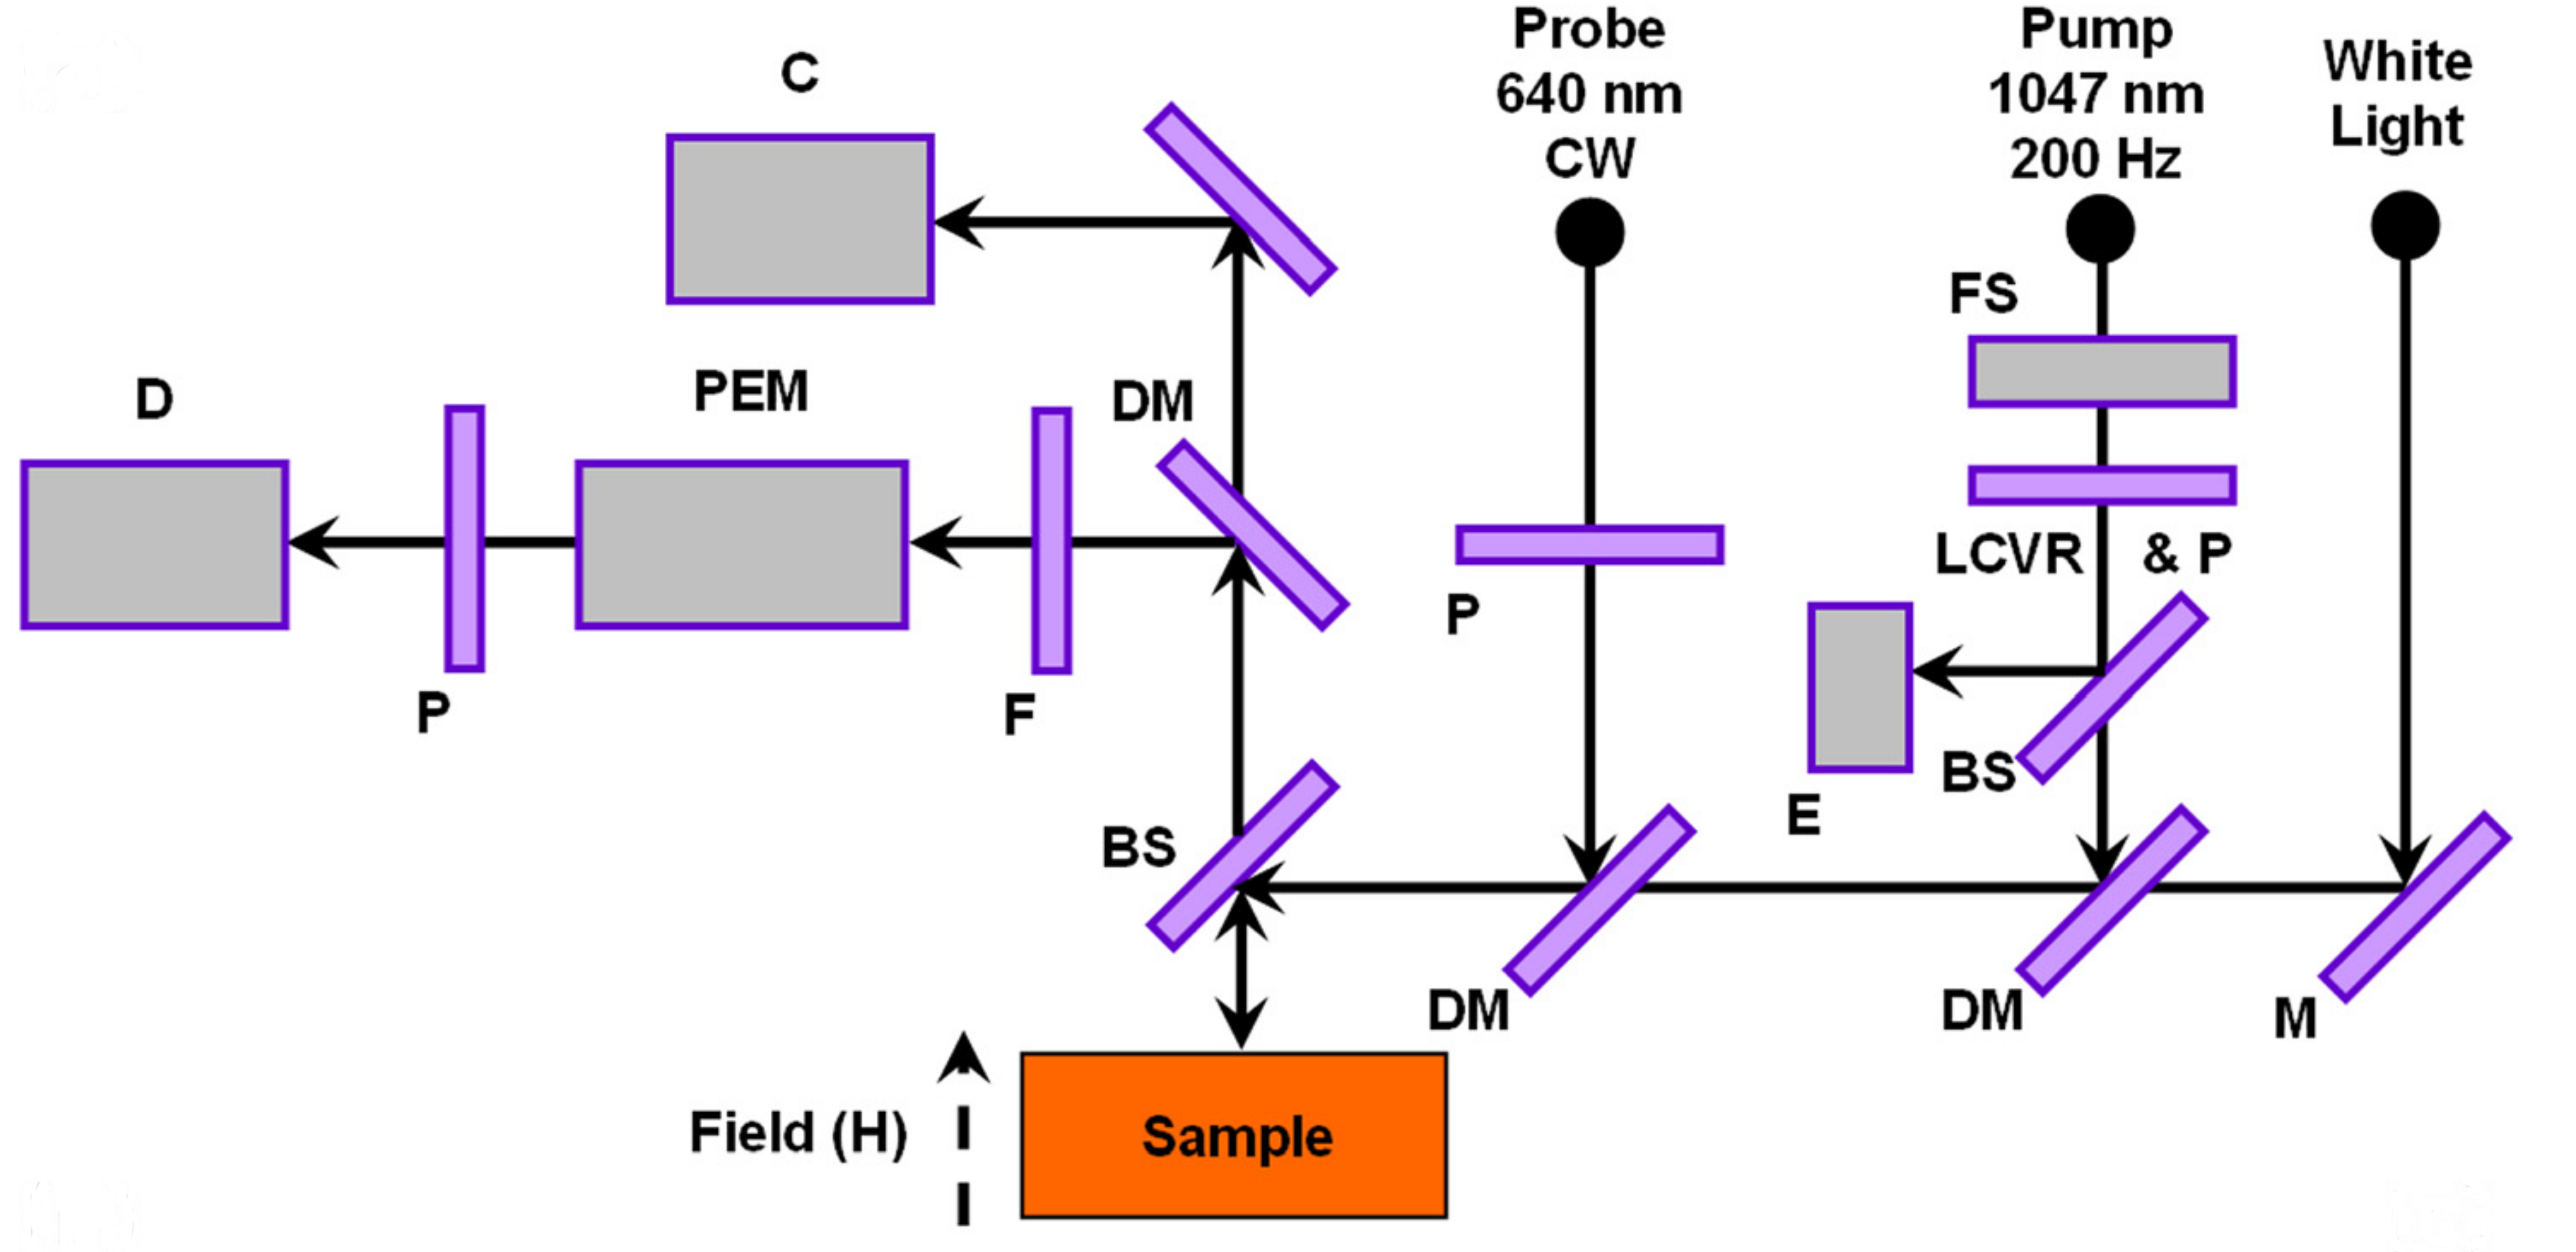 C
Probe
640 nm
CW
Pump
1047 nm
200 Hz
White
Light
FS
D
PEM
DM
LCVR & P
P
P
F
E
BS
BS
DM
DM
M
Field (H)
Sample